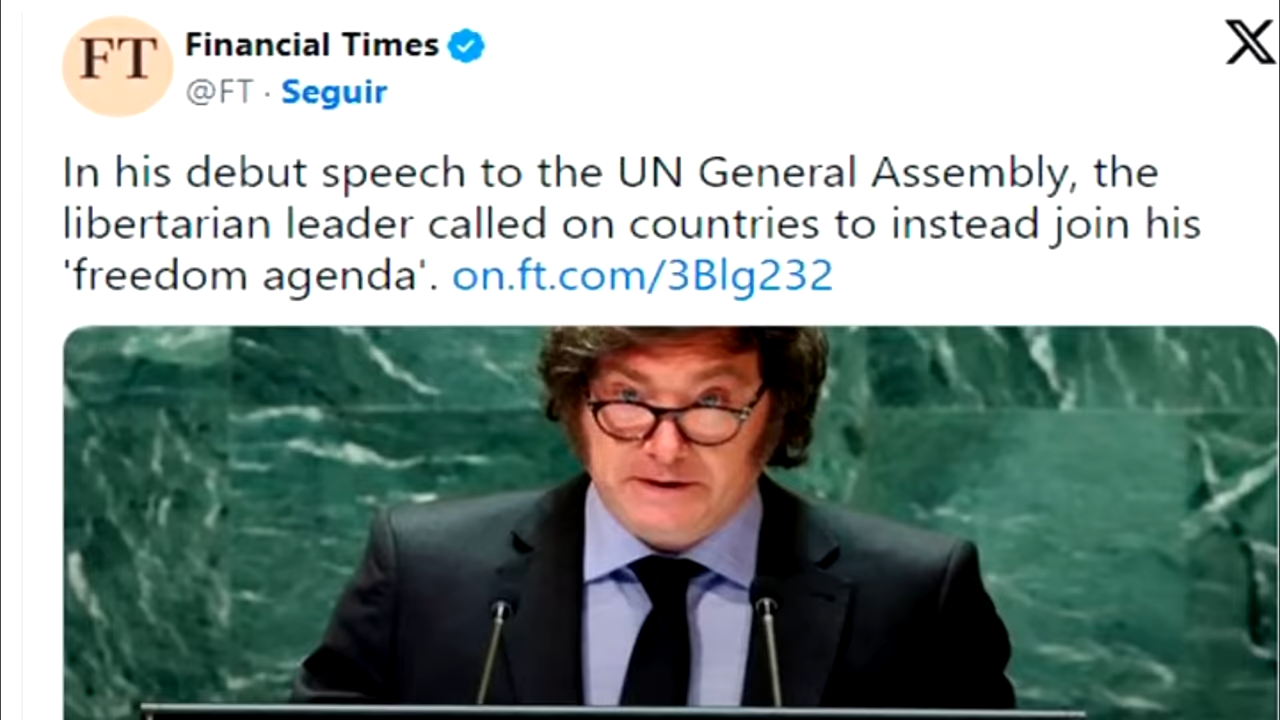 FT
Financial Times
@FT · Seguir
In his debut speech to the UN General Assembly, the
libertarian leader called on countries to instead join his
'freedom agenda'. on.ft.com/3Blg232